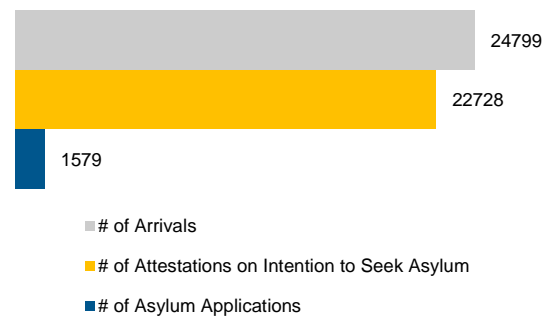 24799
22728
1579
# of Arrivals
# of Attestations on Intention to Seek Asylum
# of Asylum Applications